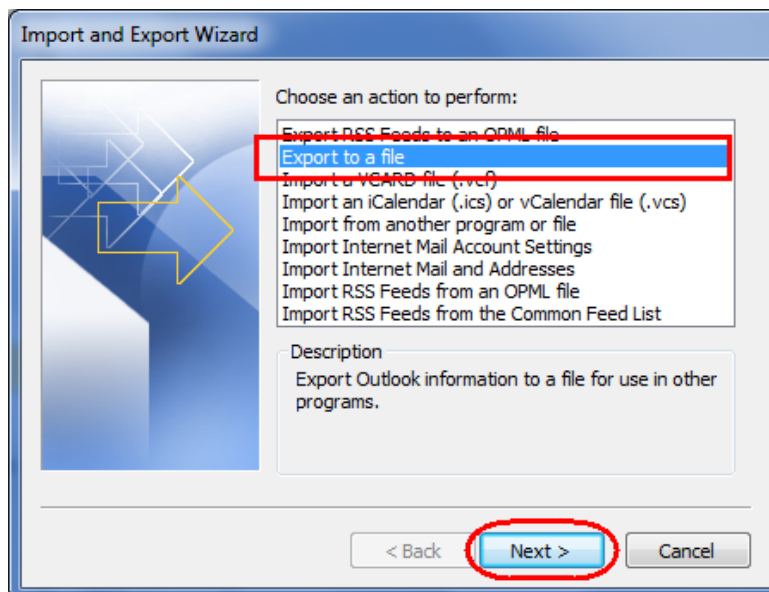 Import and Export Wizard
Choose an action to perform:
Export RSS Feeds to an OPML file
Export to a file
Import a VCARD file (.vcf)
Import an iCalendar (.ics) or vCalendar file (.vcs)
Import from another program or file
Import Internet Mail Account Settings
Import Internet Mail and Addresses
Import RSS Feeds from an OPML file
Import RSS Feeds from the Common Feed List
Description
Export Outlook information to a file for use in other
programs.
< Back Next > Cancel